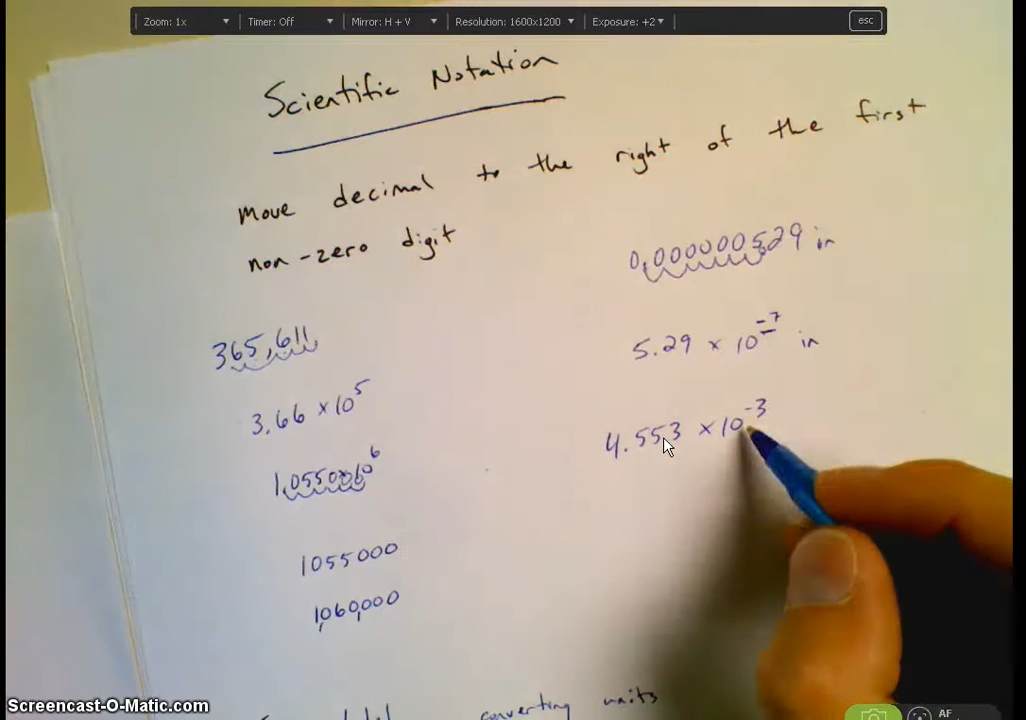 Zoom: 1x Timer: Off Mirror: H + V Resolution: 1600x1200 Exposure: +2 esc
Scientific Notation
Move decimal to the right of the first
non-zero digit
0.000000529 in
365,611
5.29 × 10⁻⁷ in
3.66 × 10⁵
4.553 × 10⁻³
1055000
1,060,000
converting units
Screencast-O-Matic.com
AF